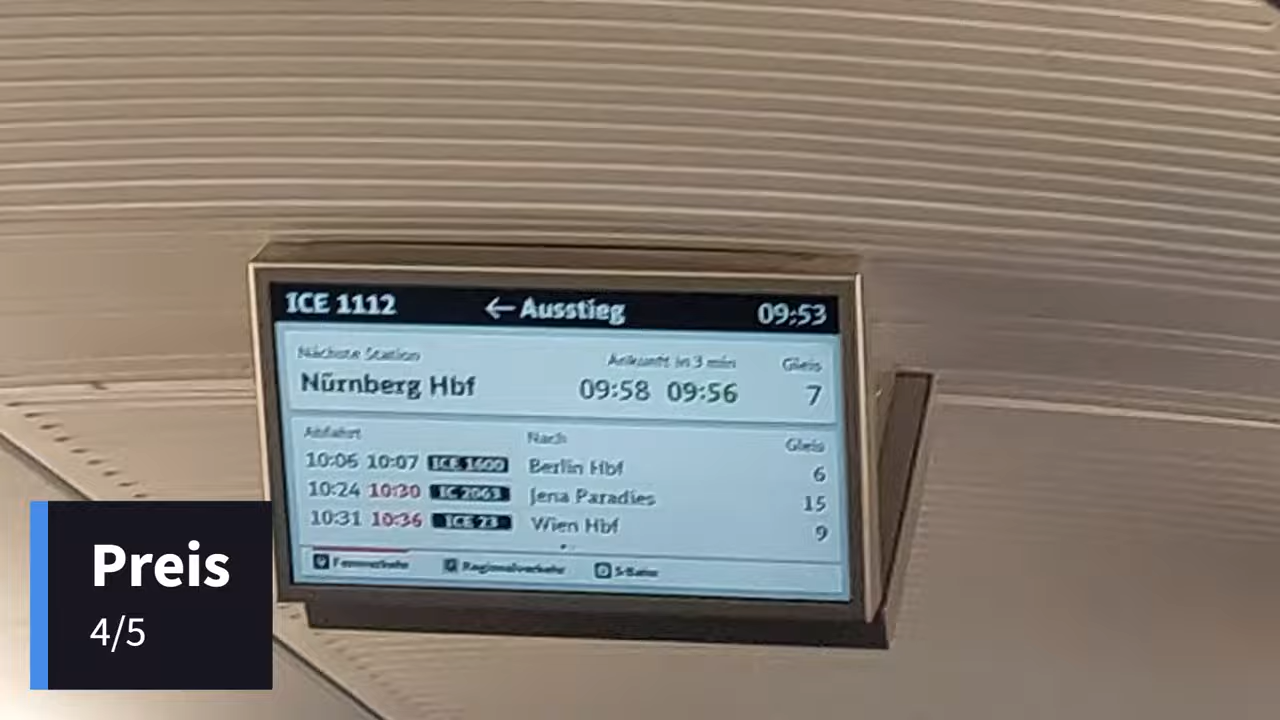 ICE 1112 ← Ausstieg 09:53
Nächste Station Ankunft in 3 min Gleis
Nürnberg Hbf 09:58 09:56 7
Abfahrt Nach Gleis
10:06 10:07 ICE 1600 Berlin Hbf 6
10:24 10:30 IC 2063 Jena Paradies 15
10:31 10:36 ICE 23 Wien Hbf 9
Fernverkehr Regionalverkehr S-Bahn
Preis
4/5